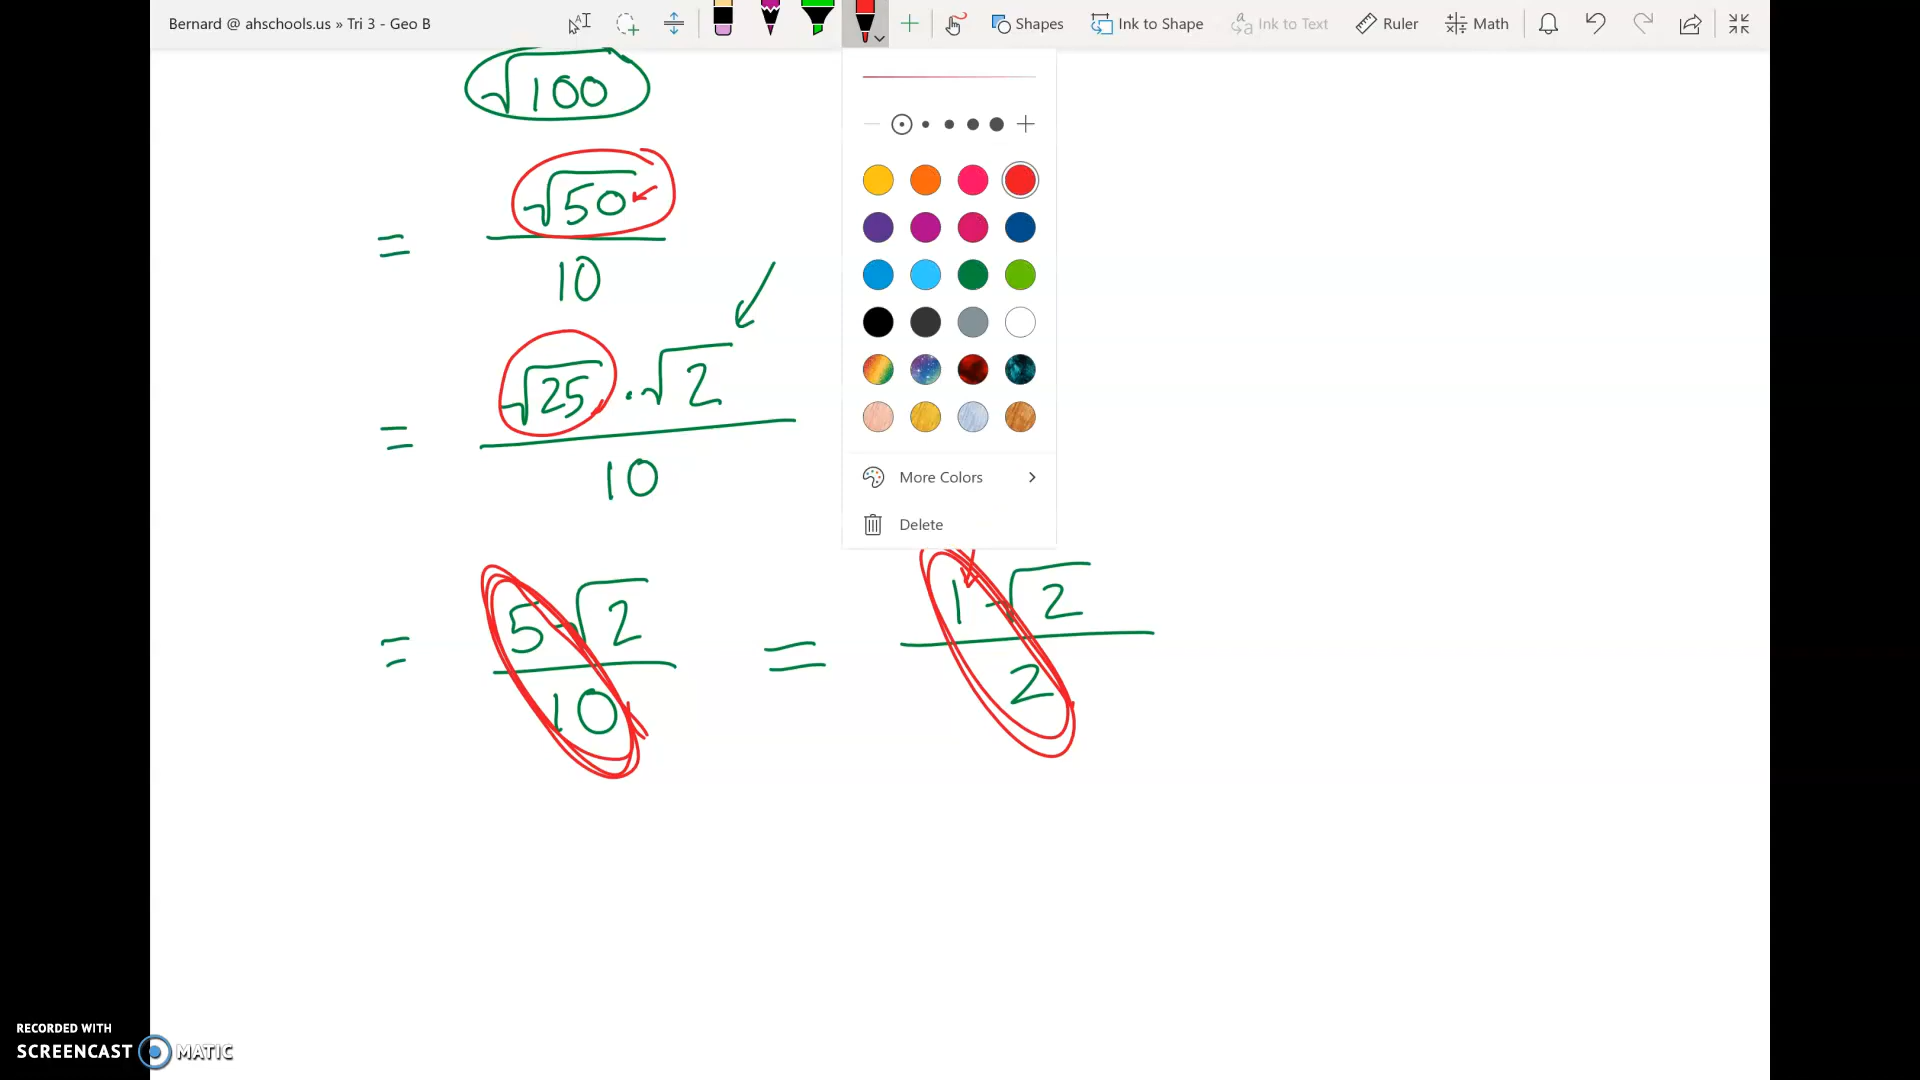 Bernard @ ahschools.us » Tri 3 - Geo B
Shapes
Ink to Shape
Ink to Text
Ruler
Math
√100
= √50 / 10
= √25 · √2 / 10
More Colors
Delete
= 5·√2 / 10 = 1·√2 / 2
RECORDED WITH
SCREENCAST MATIC